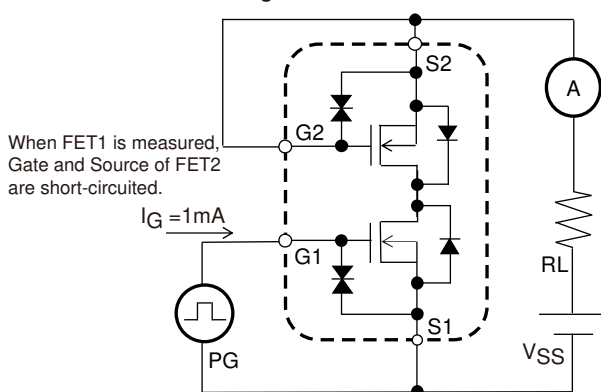 S2
A
G2
When FET1 is measured,
Gate and Source of FET2
are short-circuited.
IG =1mA
G1
RL
S1
PG
VSS